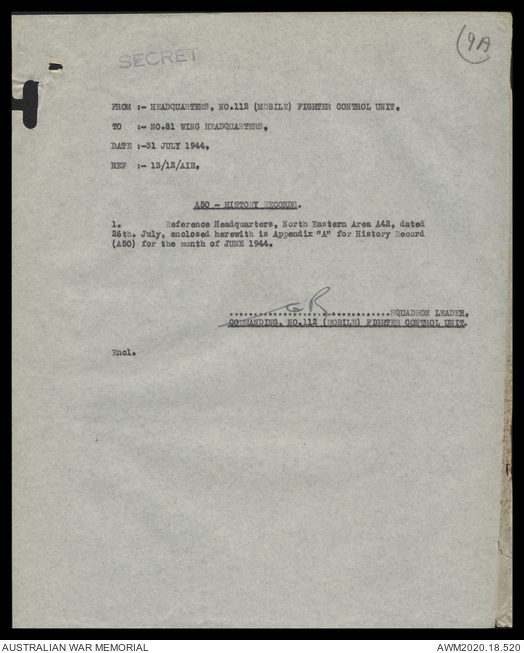 9A
SECRET
FROM :- HEADQUARTERS, NO.112 (MOBILE) FIGHTER CONTROL UNIT.
TO :- NO.81 WING HEADQUARTERS.
DATE :-31 JULY 1944.
REF :- 13/12/AIR.
A50 - HISTORY RECORDS.
1. Reference Headquarters, North Eastern Area A42, dated
26th. July, enclosed herewith is Appendix "A" for History Record
(A50) for the month of JUNE 1944.
SQUADRON LEADER,
COMMANDING, NO.112 (MOBILE) FIGHTER CONTROL UNIT.
Encl.
AUSTRALIAN WAR MEMORIAL AWM2020.18.520